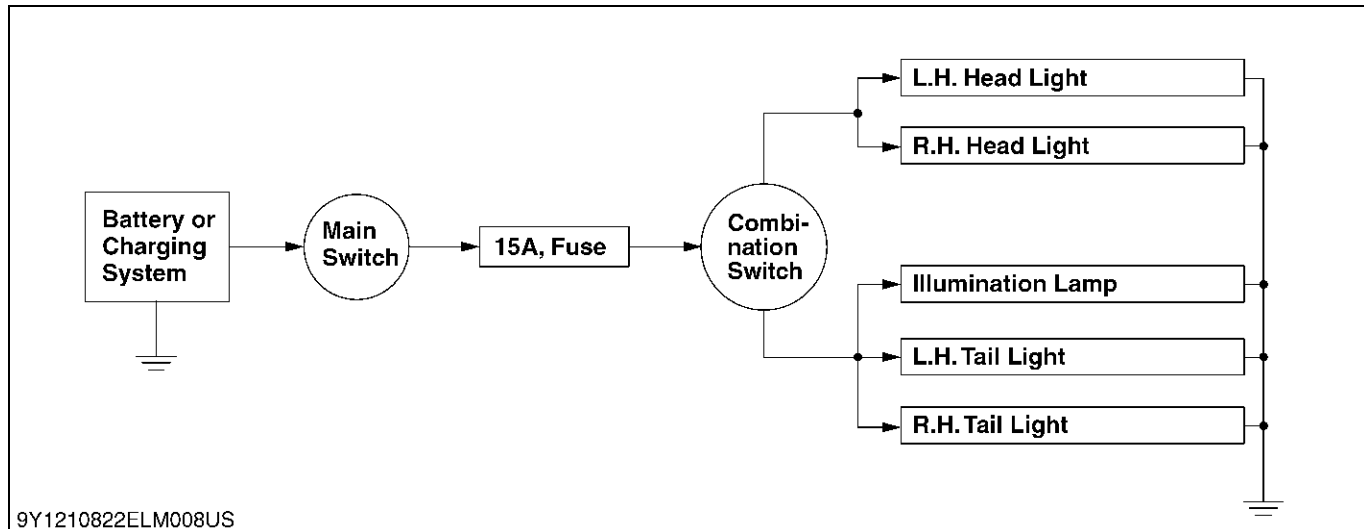 L.H. Head Light
R.H. Head Light
Battery or
Charging
System
Main
Switch
15A, Fuse
Combi-
nation
Switch
Illumination Lamp
L.H. Tail Light
R.H. Tail Light
9Y1210822ELM008US